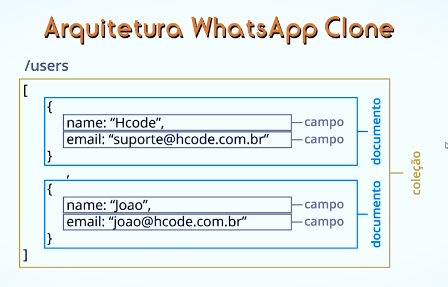 Arquitetura WhatsApp Clone
/users
[
{
name: “Hcode”, campo
email: “suporte@hcode.com.br” campo
}
documento
,
{
name: “Joao”, campo
email: “joao@hcode.com.br” campo
}
documento
]
coleção